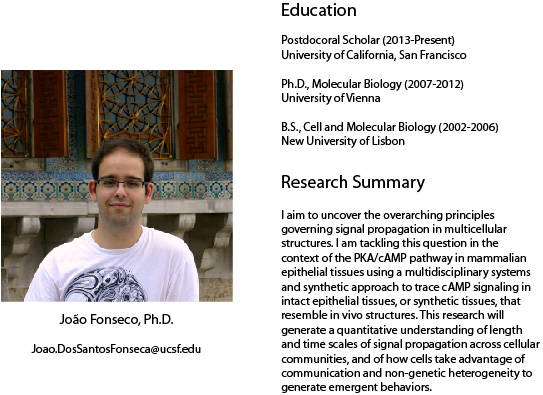 Education
Postdocoral Scholar (2013-Present)
University of California, San Francisco
Ph.D., Molecular Biology (2007-2012)
University of Vienna
B.S., Cell and Molecular Biology (2002-2006)
New University of Lisbon
Research Summary
I aim to uncover the overarching principles
governing signal propagation in multicellular
structures. I am tackling this question in the
context of the PKA/cAMP pathway in mammalian
epithelial tissues using a multidisciplinary systems
and synthetic approach to trace cAMP signaling in
intact epithelial tissues, or synthetic tissues, that
resemble in vivo structures. This research will
generate a quantitative understanding of length
and time scales of signal propagation across cellular
communities, and of how cells take advantage of
communication and non-genetic heterogeneity to
generate emergent behaviors.
João Fonseco, Ph.D.
Joao.DosSantosFonseca@ucsf.edu